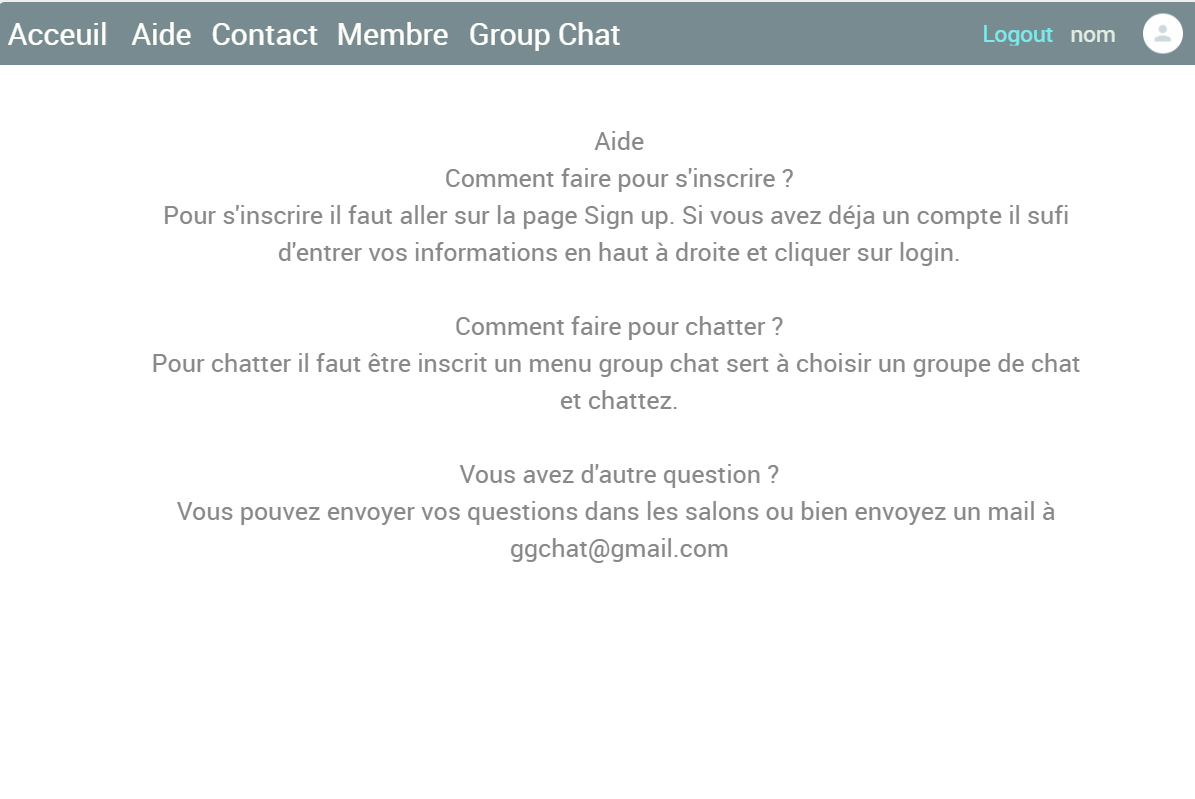 Acceuil Aide Contact Membre Group Chat Logout nom
Aide
Comment faire pour s'inscrire ?
Pour s'inscrire il faut aller sur la page Sign up. Si vous avez déja un compte il sufi
d'entrer vos informations en haut à droite et cliquer sur login.
Comment faire pour chatter ?
Pour chatter il faut être inscrit un menu group chat sert à choisir un groupe de chat
et chattez.
Vous avez d'autre question ?
Vous pouvez envoyer vos questions dans les salons ou bien envoyez un mail à
ggchat@gmail.com